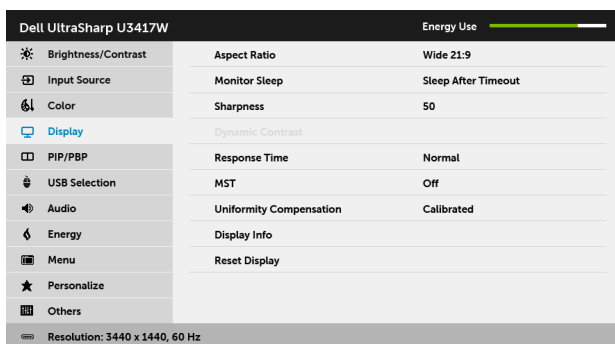 Dell UltraSharp U3417W Energy Use
Brightness/Contrast Aspect Ratio Wide 21:9
Input Source Monitor Sleep Sleep After Timeout
Color Sharpness 50
Display Dynamic Contrast
PIP/PBP Response Time Normal
USB Selection MST Off
Audio Uniformity Compensation Calibrated
Energy Display Info
Menu Reset Display
Personalize
Others
Resolution: 3440 x 1440, 60 Hz